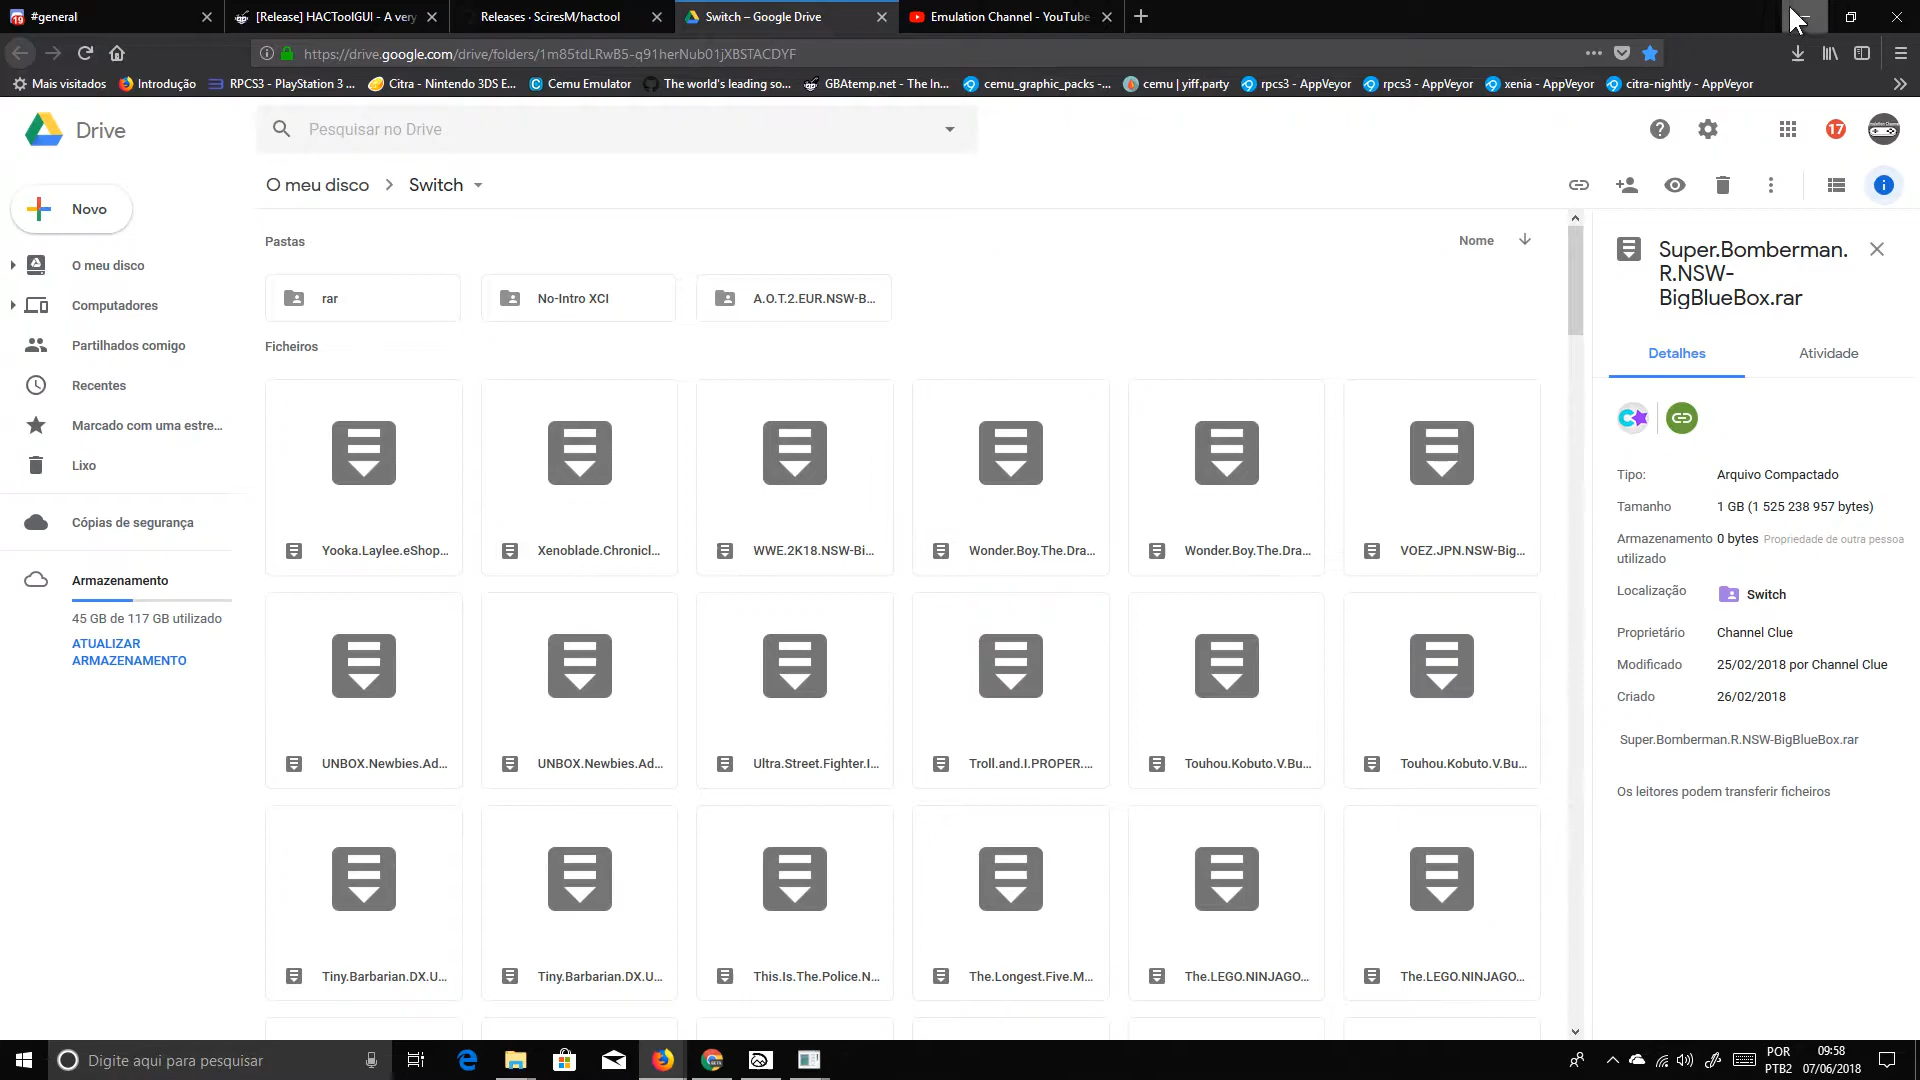 #general
[Release] HACToolGUI - A very
Releases · SciresM/hactool
Switch – Google Drive
Emulation Channel - YouTube
https://drive.google.com/drive/folders/1m85tdLRwB5-q91herNub01jXBSTACDYF
Mais visitados
Introdução
RPCS3 - PlayStation 3 ...
Citra - Nintendo 3DS E...
Cemu Emulator
The world's leading so...
GBAtemp.net - The In...
cemu_graphic_packs -...
cemu | yiff.party
rpcs3 - AppVeyor
rpcs3 - AppVeyor
xenia - AppVeyor
citra-nightly - AppVeyor
Drive
Pesquisar no Drive
17
O meu disco
Switch
Novo
O meu disco
Computadores
Partilhados comigo
Recentes
Marcado com uma estre...
Lixo
Cópias de segurança
Armazenamento
45 GB de 117 GB utilizado
ATUALIZAR
ARMAZENAMENTO
Pastas
Nome
rar
No-Intro XCI
A.O.T.2.EUR.NSW-B...
Ficheiros
Yooka.Laylee.eShop...
Xenoblade.Chronicl...
WWE.2K18.NSW-Bi...
Wonder.Boy.The.Dra...
Wonder.Boy.The.Dra...
VOEZ.JPN.NSW-Big...
UNBOX.Newbies.Ad...
UNBOX.Newbies.Ad...
Ultra.Street.Fighter.I...
Troll.and.I.PROPER....
Touhou.Kobuto.V.Bu...
Touhou.Kobuto.V.Bu...
Tiny.Barbarian.DX.U...
Tiny.Barbarian.DX.U...
This.Is.The.Police.N...
The.Longest.Five.M...
The.LEGO.NINJAGO...
The.LEGO.NINJAGO...
Super.Bomberman.
R.NSW-
BigBlueBox.rar
Detalhes
Atividade
Tipo:
Arquivo Compactado
Tamanho
1 GB (1 525 238 957 bytes)
Armazenamento
utilizado
0 bytes Propriedade de outra pessoa
Localização
Switch
Proprietário
Channel Clue
Modificado
25/02/2018 por Channel Clue
Criado
26/02/2018
Super.Bomberman.R.NSW-BigBlueBox.rar
Os leitores podem transferir ficheiros
Digite aqui para pesquisar
POR
PTB2
09:58
07/06/2018